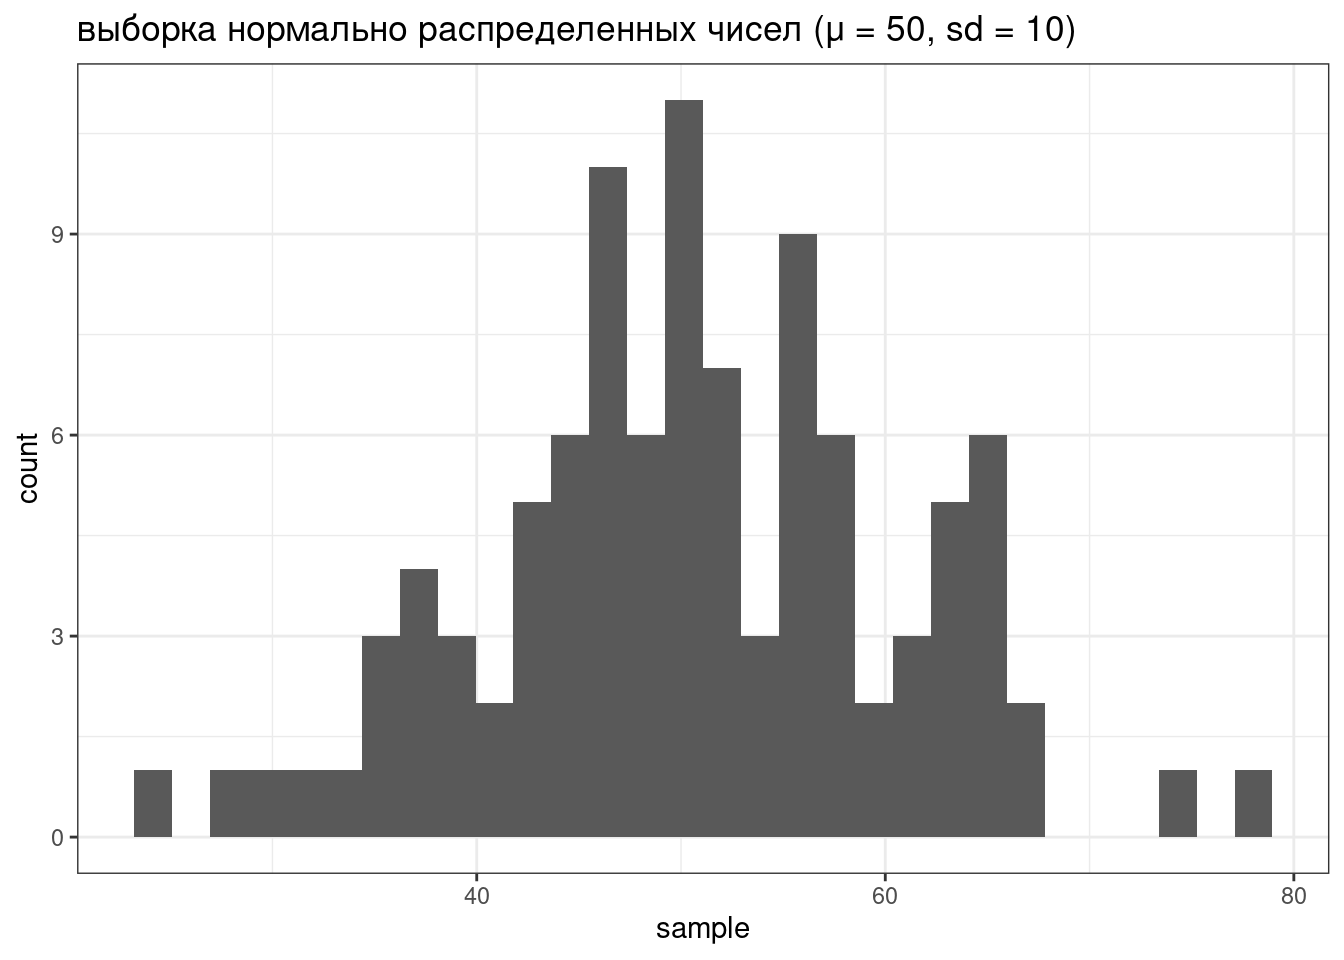 выборка нормально распределенных чисел (μ = 50, sd = 10)
9
6
3
0
count
40
60
80
sample